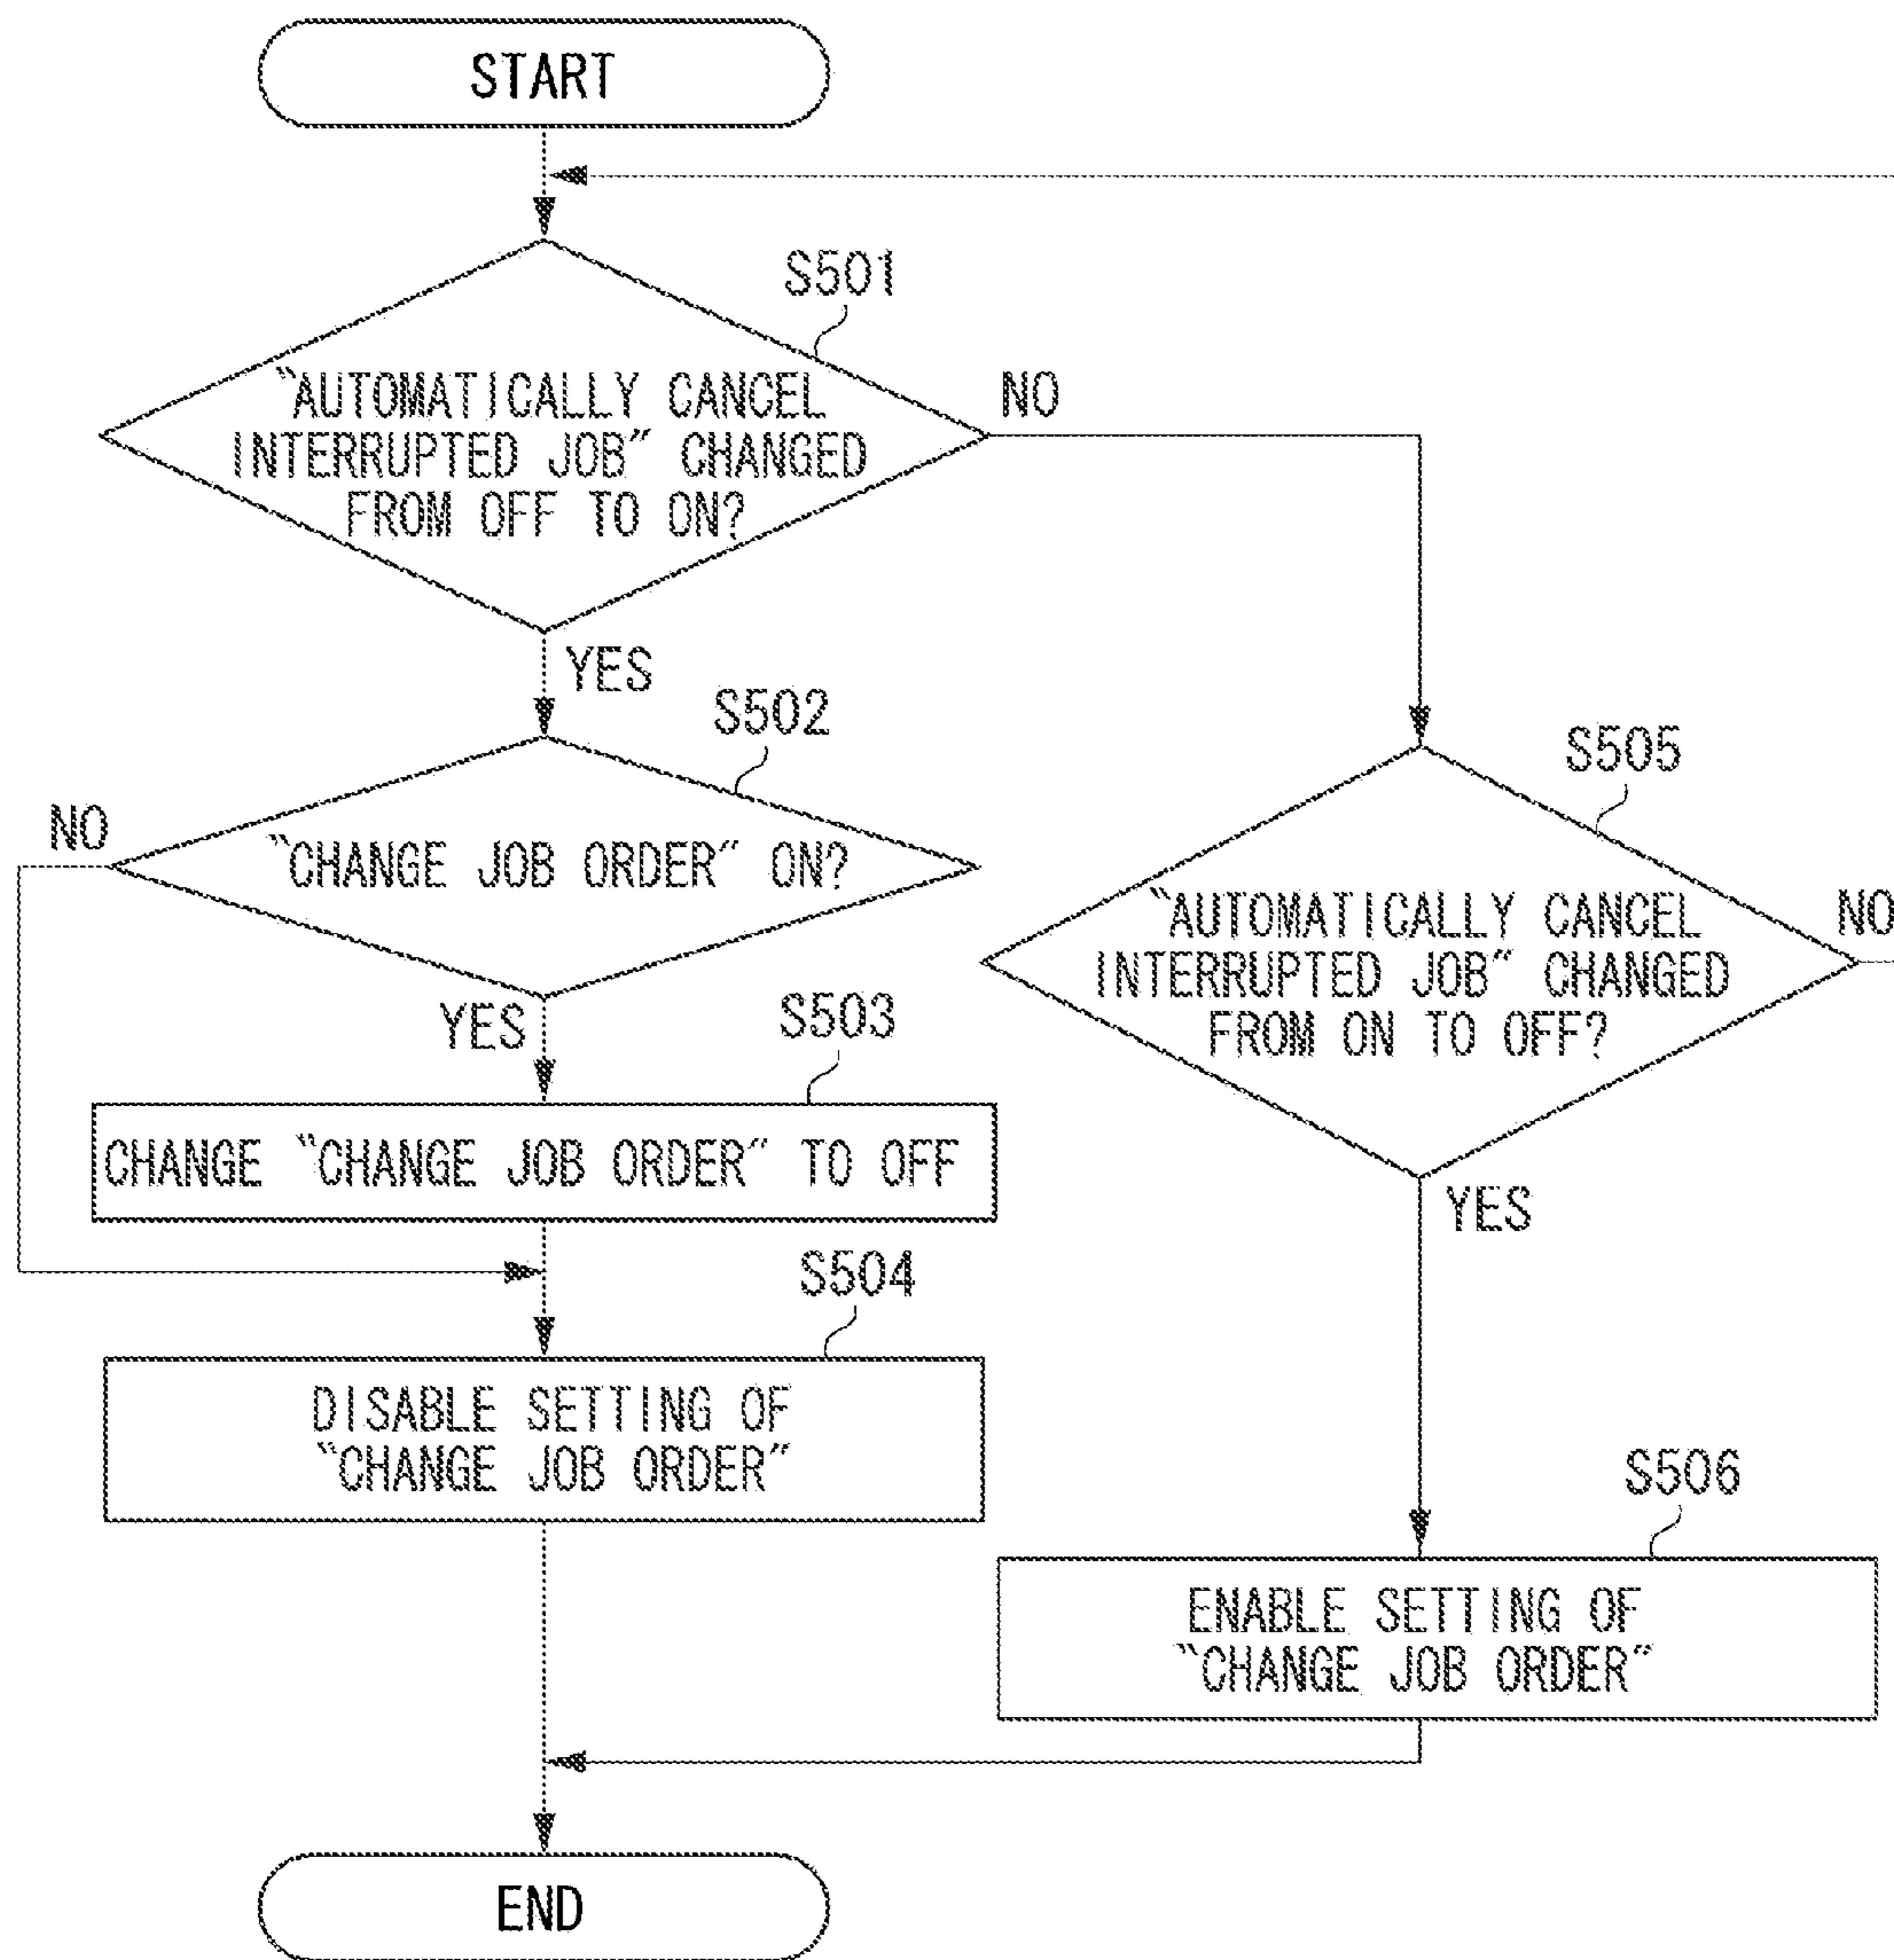 START
S501
"AUTOMATICALLY CANCEL
INTERRUPTED JOB" CHANGED
FROM OFF TO ON?
NO
YES
S502
"CHANGE JOB ORDER" ON?
NO
YES
S503
CHANGE "CHANGE JOB ORDER" TO OFF
S504
DISABLE SETTING OF
"CHANGE JOB ORDER"
S505
"AUTOMATICALLY CANCEL
INTERRUPTED JOB" CHANGED
FROM ON TO OFF?
NO
YES
S506
ENABLE SETTING OF
"CHANGE JOB ORDER"
END